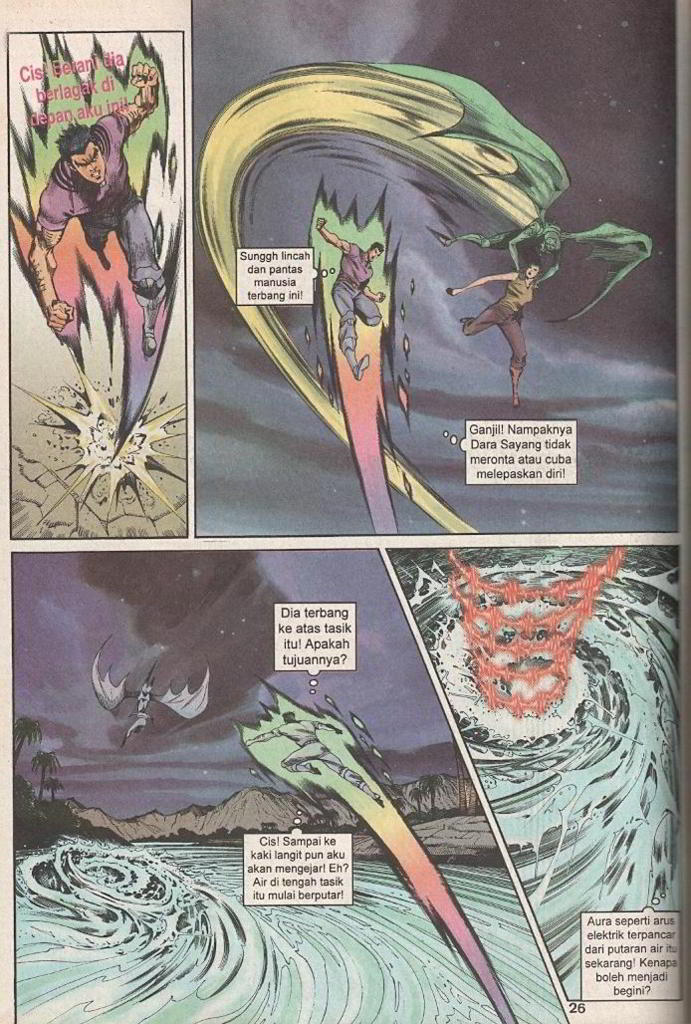 Cis! Berani dia
berlagak di
depan aku ini!
Sunggh lincah
dan pantas
manusia
terbang ini!
Ganjil! Nampaknya
Dara Sayang tidak
meronta atau cuba
melepaskan diri!
Dia terbang
ke atas tasik
itu! Apakah
tujuannya?
Cis! Sampai ke
kaki langit pun aku
akan mengejar! Eh?
Air di tengah tasik
itu mulai berputar!
Aura seperti arus
elektrik terpancar
dari putaran air itu
sekarang! Kenapa
boleh menjadi
begini?
26